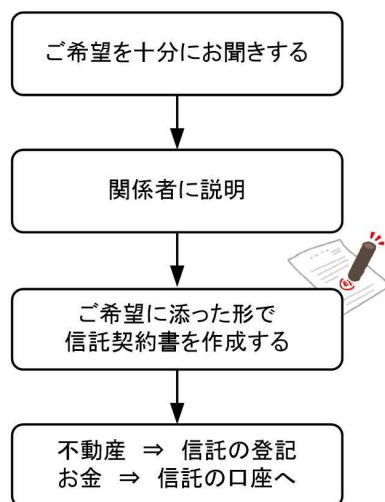 ご希望を十分にお聞きする
関係者に説明
ご希望に添った形で
信託契約書を作成する
不動産 ⇒ 信託の登記
お金 ⇒ 信託の口座へ